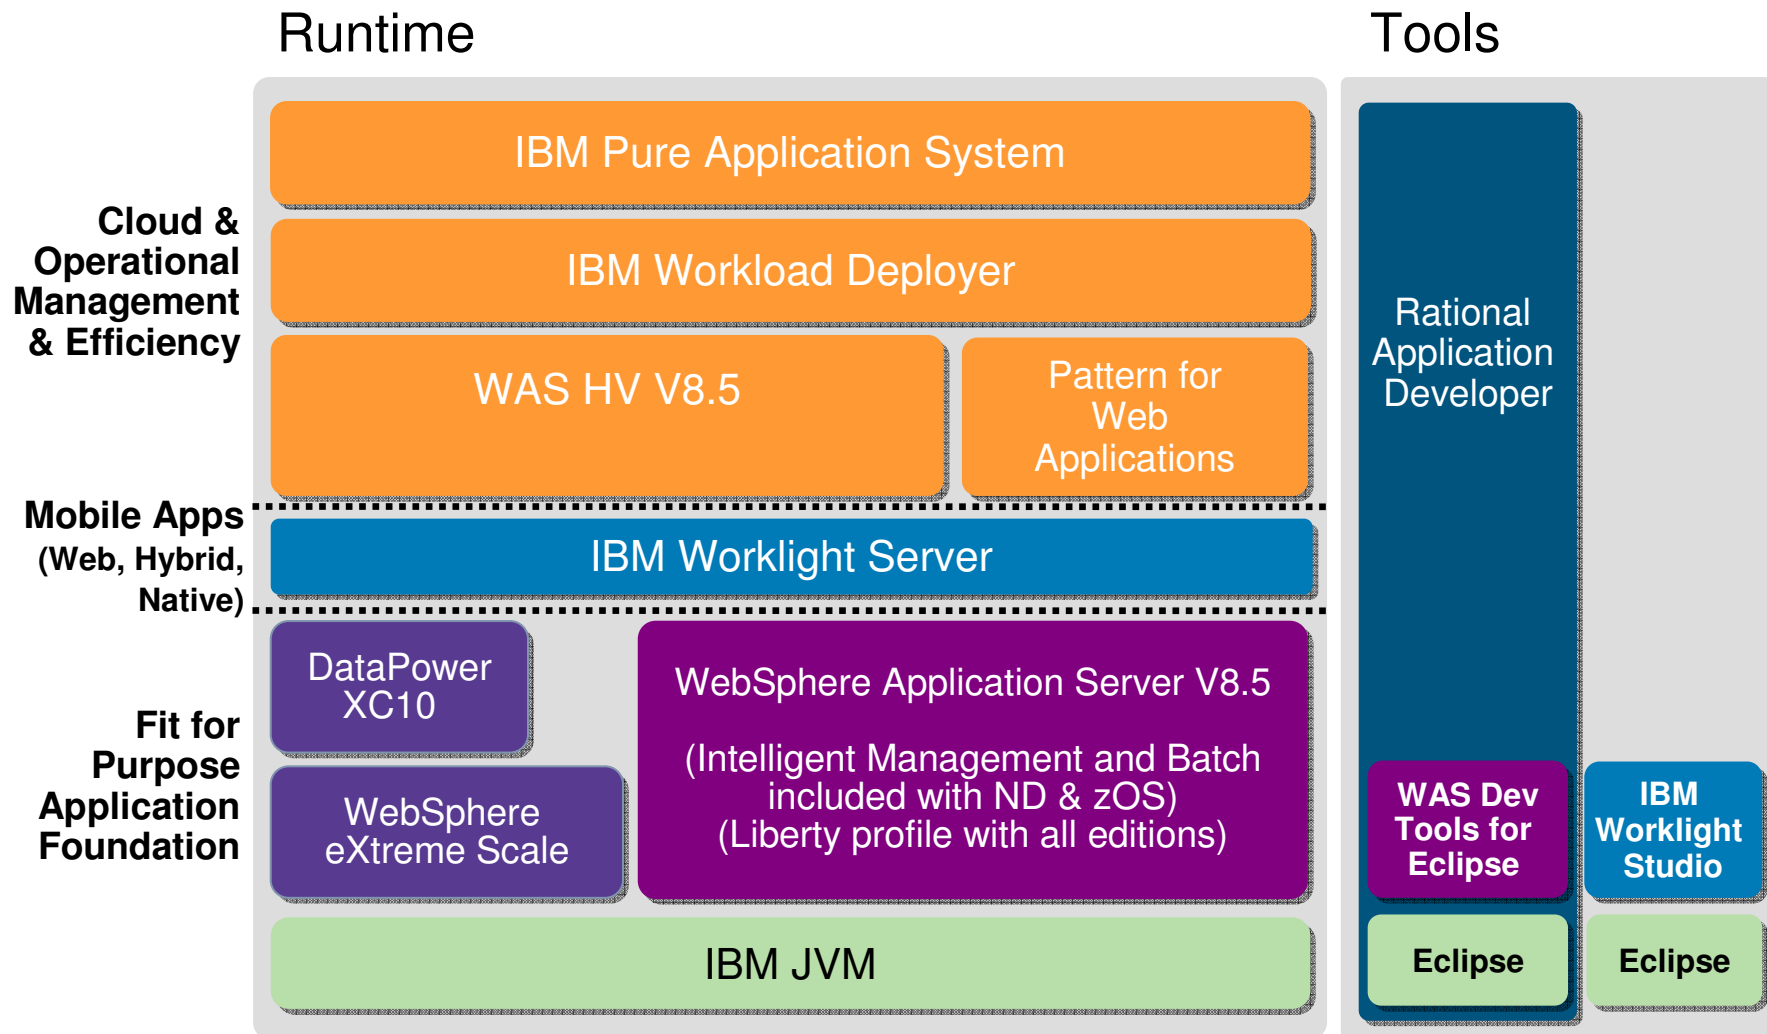 Runtime
Tools
Cloud &
Operational
Management
& Efficiency
IBM Pure Application System
IBM Workload Deployer
WAS HV V8.5
Pattern for
Web
Applications
Mobile Apps
(Web, Hybrid,
Native)
IBM Worklight Server
Fit for
Purpose
Application
Foundation
DataPower
XC10
WebSphere
eXtreme Scale
WebSphere Application Server V8.5
(Intelligent Management and Batch
included with ND & zOS)
(Liberty profile with all editions)
IBM JVM
Rational
Application
Developer
WAS Dev
Tools for
Eclipse
IBM
Worklight
Studio
Eclipse
Eclipse